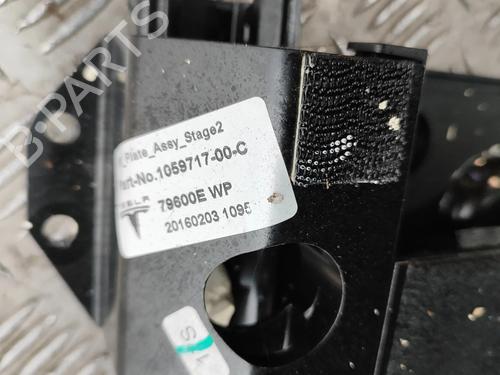 Plate_Assy_Stage2
Part-No.1059717-00-C
TESLA
79600E WP
20160203 1095
S
B-PARTS